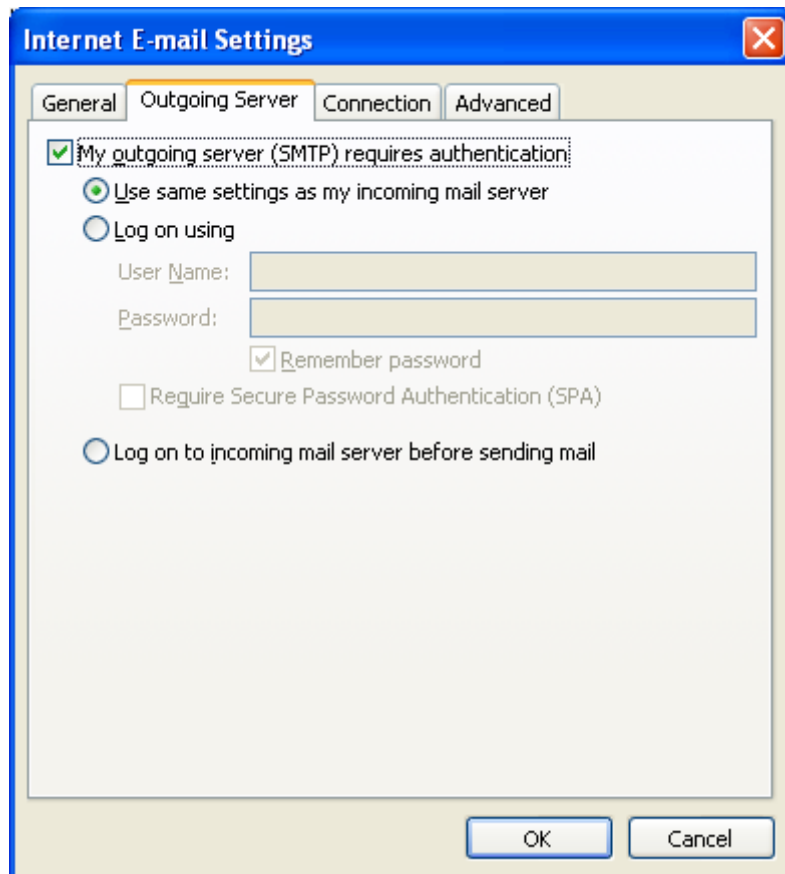 Internet E-mail Settings
General Outgoing Server Connection Advanced
My outgoing server (SMTP) requires authentication
Use same settings as my incoming mail server
Log on using
User Name:
Password:
Remember password
Require Secure Password Authentication (SPA)
Log on to incoming mail server before sending mail
OK Cancel